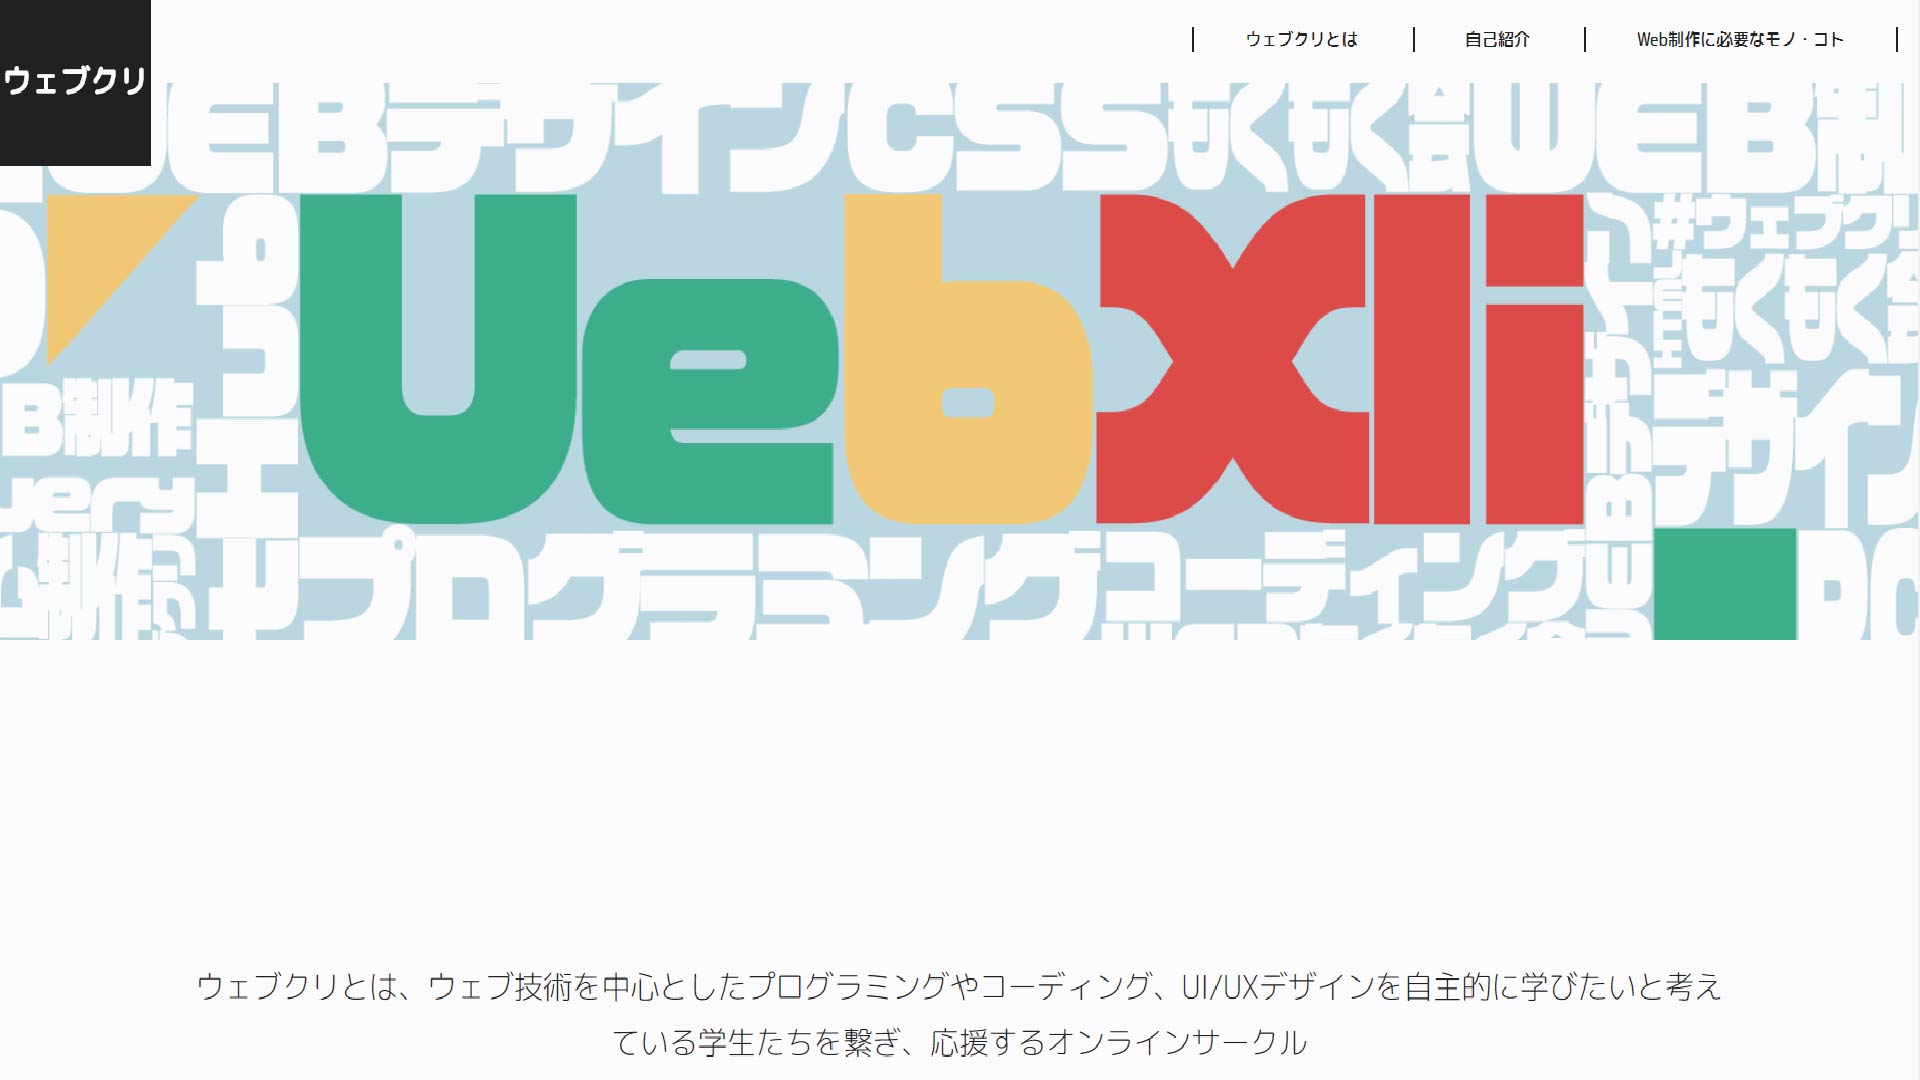 ウェブクリ
ウェブクリとは
自己紹介
Web制作に必要なモノ・コト
WEBデザインCSSもくもく会WEB制
UebXli
#ウェブクリ
もくもく会
B制作
デザイン
uery
制作
WEB
プログラミングコーディング
ウェブクリとは、ウェブ技術を中心としたプログラミングやコーディング、UI/UXデザインを自主的に学びたいと考え
ている学生たちを繋ぎ、応援するオンラインサークル